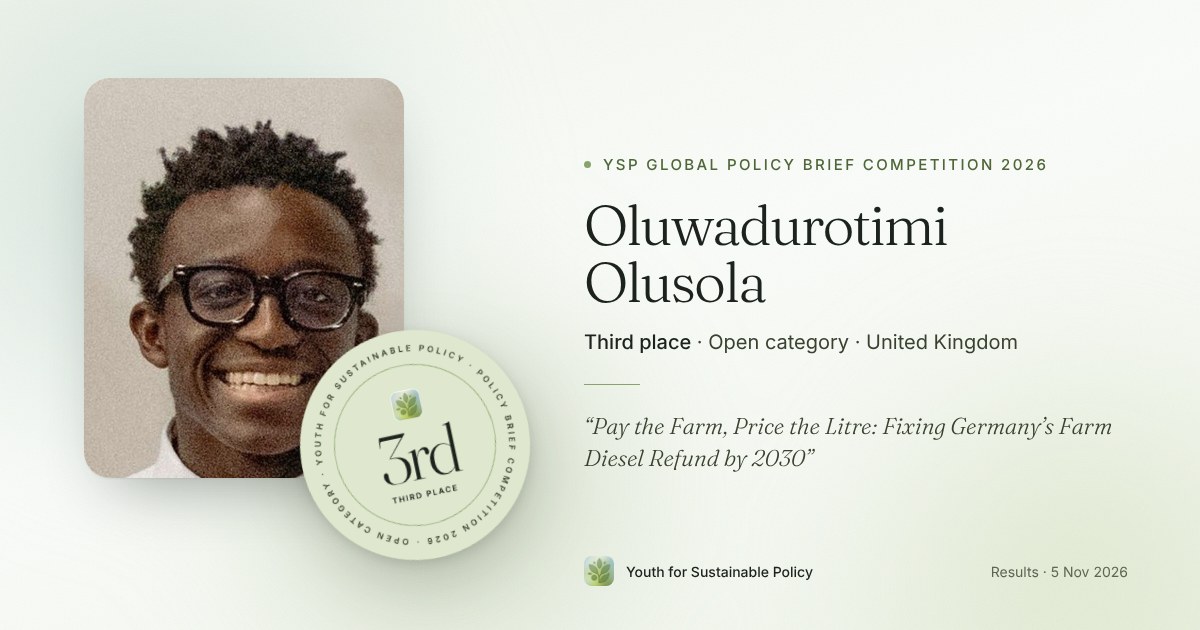 YSP GLOBAL POLICY BRIEF COMPETITION 2026
Oluwadurotimi
Olusola
Third place · Open category · United Kingdom
“Pay the Farm, Price the Litre: Fixing Germany’s Farm
Diesel Refund by 2030”
YOUTH FOR SUSTAINABLE POLICY · POLICY BRIEF COMPETITION 2026 · OPEN CATEGORY ·
3rd
THIRD PLACE
Youth for Sustainable Policy
Results · 5 Nov 2026